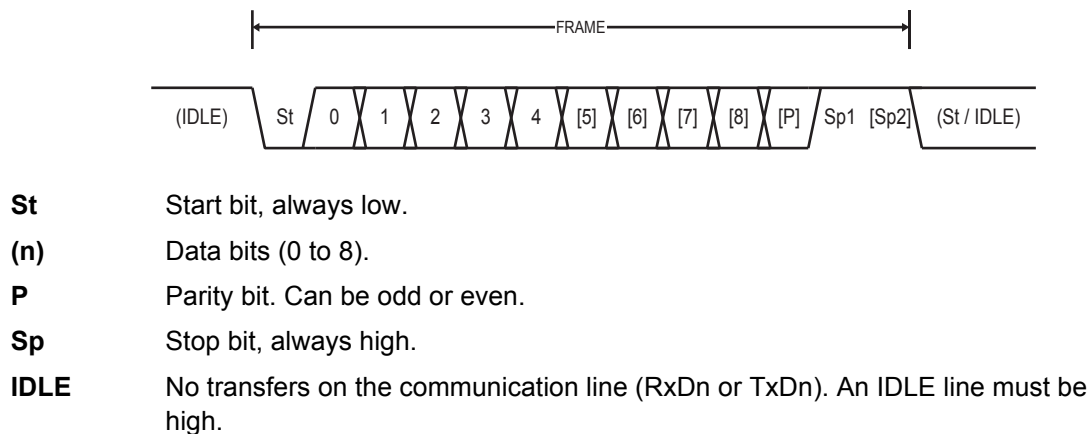 FRAME
(IDLE) St 0 1 2 3 4 [5] [6] [7] [8] [P] Sp1 [Sp2] (St / IDLE)
St Start bit, always low.
(n) Data bits (0 to 8).
P Parity bit. Can be odd or even.
Sp Stop bit, always high.
IDLE No transfers on the communication line (RxDn or TxDn). An IDLE line must be
high.